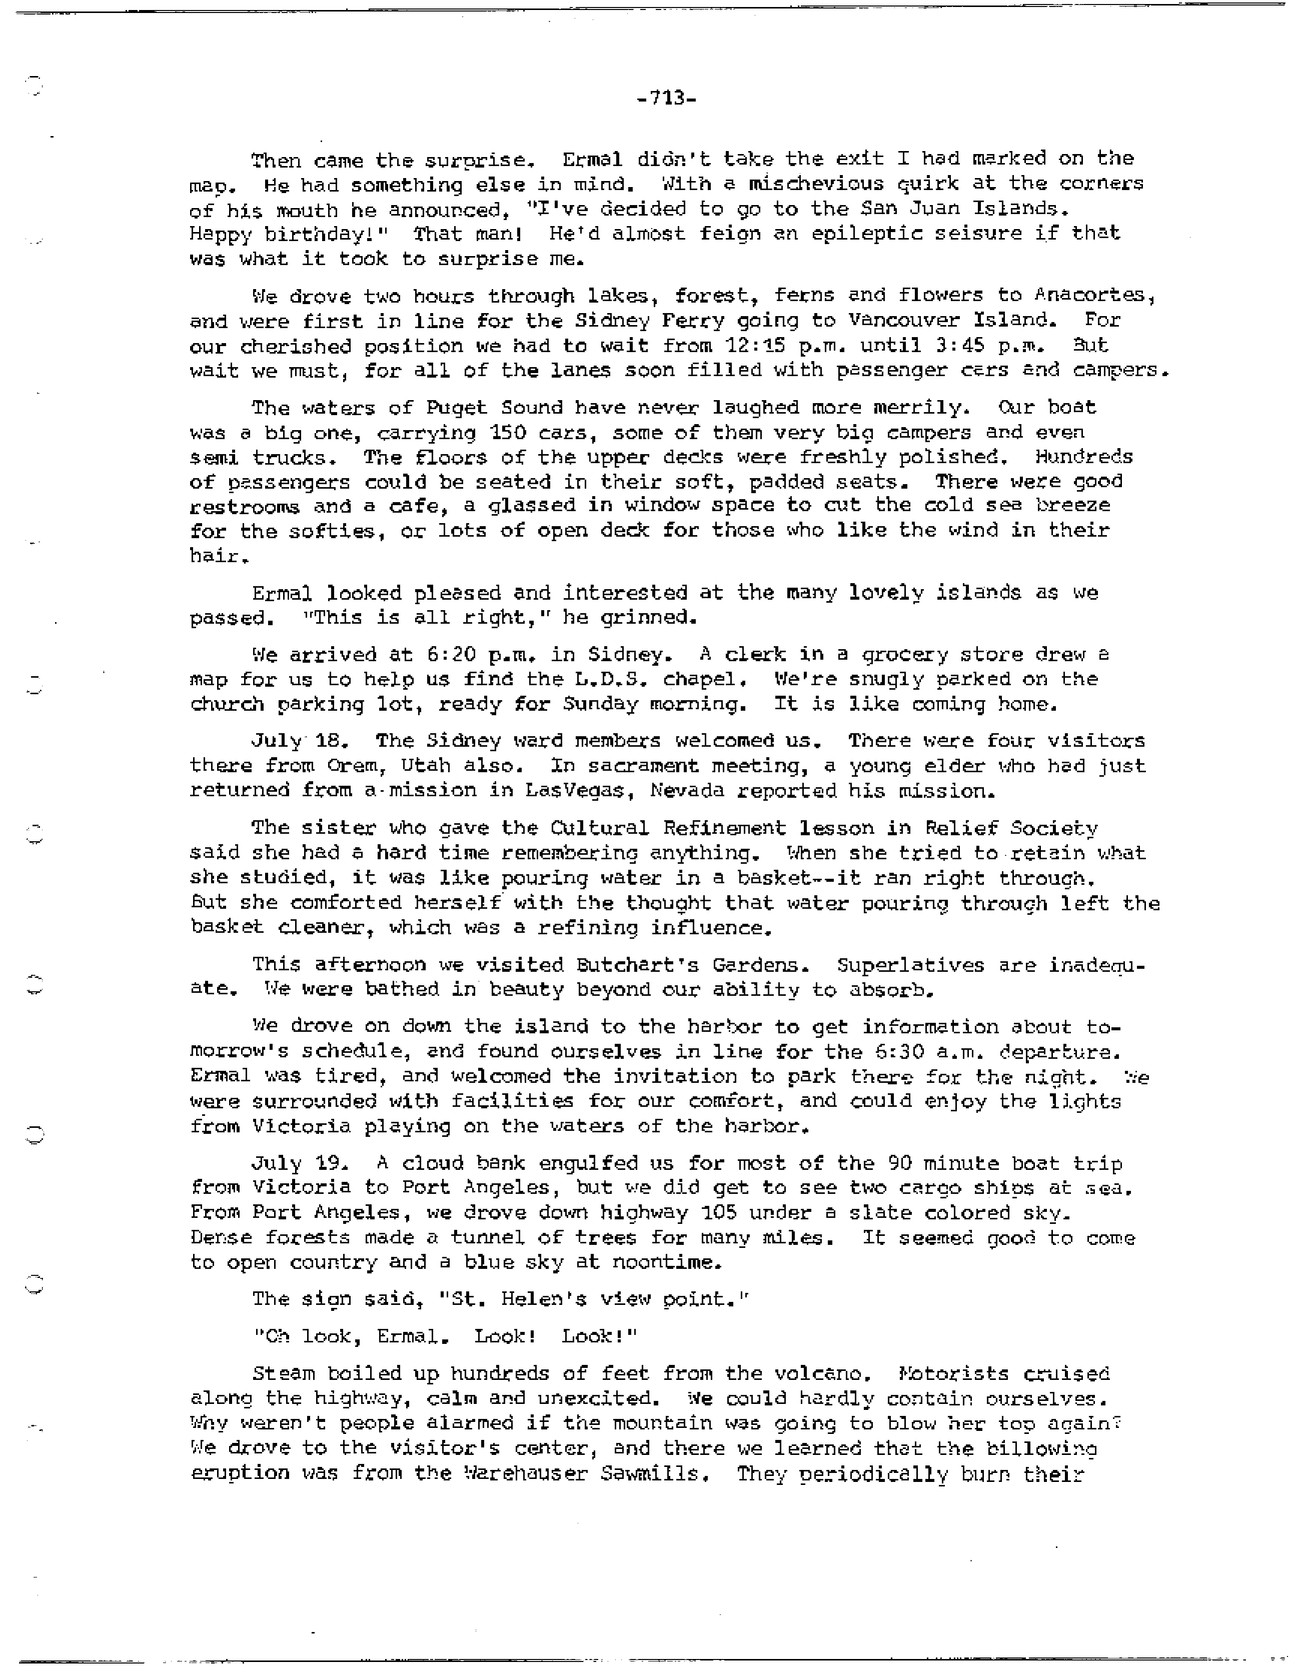 -713-
Then came the surprise. Ermal didn't take the exit I had marked on the
map. He had something else in mind. With a mischevious quirk at the corners
of his mouth he announced, "I've decided to go to the San Juan Islands.
Happy birthday!" That man! He'd almost feign an epileptic seisure if that
was what it took to surprise me.
We drove two hours through lakes, forest, ferns and flowers to Anacortes,
and were first in line for the Sidney Ferry going to Vancouver Island. For
our cherished position we had to wait from 12:15 p.m. until 3:45 p.m. But
wait we must, for all of the lanes soon filled with passenger cars and campers.
The waters of Puget Sound have never laughed more merrily. Our boat
was a big one, carrying 150 cars, some of them very big campers and even
semi trucks. The floors of the upper decks were freshly polished. Hundreds
of passengers could be seated in their soft, padded seats. There were good
restrooms and a cafe, a glassed in window space to cut the cold sea breeze
for the softies, or lots of open deck for those who like the wind in their
hair.
Ermal looked pleased and interested at the many lovely islands as we
passed. "This is all right," he grinned.
We arrived at 6:20 p.m. in Sidney. A clerk in a grocery store drew a
map for us to help us find the L.D.S. chapel. We're snugly parked on the
church parking lot, ready for Sunday morning. It is like coming home.
July 18. The Sidney ward members welcomed us. There were four visitors
there from Orem, Utah also. In sacrament meeting, a young elder who had just
returned from a mission in LasVegas, Nevada reported his mission.
The sister who gave the Cultural Refinement lesson in Relief Society
said she had a hard time remembering anything. When she tried to retain what
she studied, it was like pouring water in a basket--it ran right through.
But she comforted herself with the thought that water pouring through left the
basket cleaner, which was a refining influence.
This afternoon we visited Butchart's Gardens. Superlatives are inadequ-
ate. We were bathed in beauty beyond our ability to absorb.
We drove on down the island to the harbor to get information about to-
morrow's schedule, and found ourselves in line for the 6:30 a.m. departure.
Ermal was tired, and welcomed the invitation to park there for the night. We
were surrounded with facilities for our comfort, and could enjoy the lights
from Victoria playing on the waters of the harbor.
July 19. A cloud bank engulfed us for most of the 90 minute boat trip
from Victoria to Port Angeles, but we did get to see two cargo ships at sea.
From Port Angeles, we drove down highway 105 under a slate colored sky.
Dense forests made a tunnel of trees for many miles. It seemed good to come
to open country and a blue sky at noontime.
The sign said, "St. Helen's view point."
"Oh look, Ermal. Look! Look!"
Steam boiled up hundreds of feet from the volcano. Motorists cruised
along the highway, calm and unexcited. We could hardly contain ourselves.
Why weren't people alarmed if the mountain was going to blow her top again?
We drove to the visitor's center, and there we learned that the billowing
eruption was from the Warehauser Sawmills. They periodically burn their